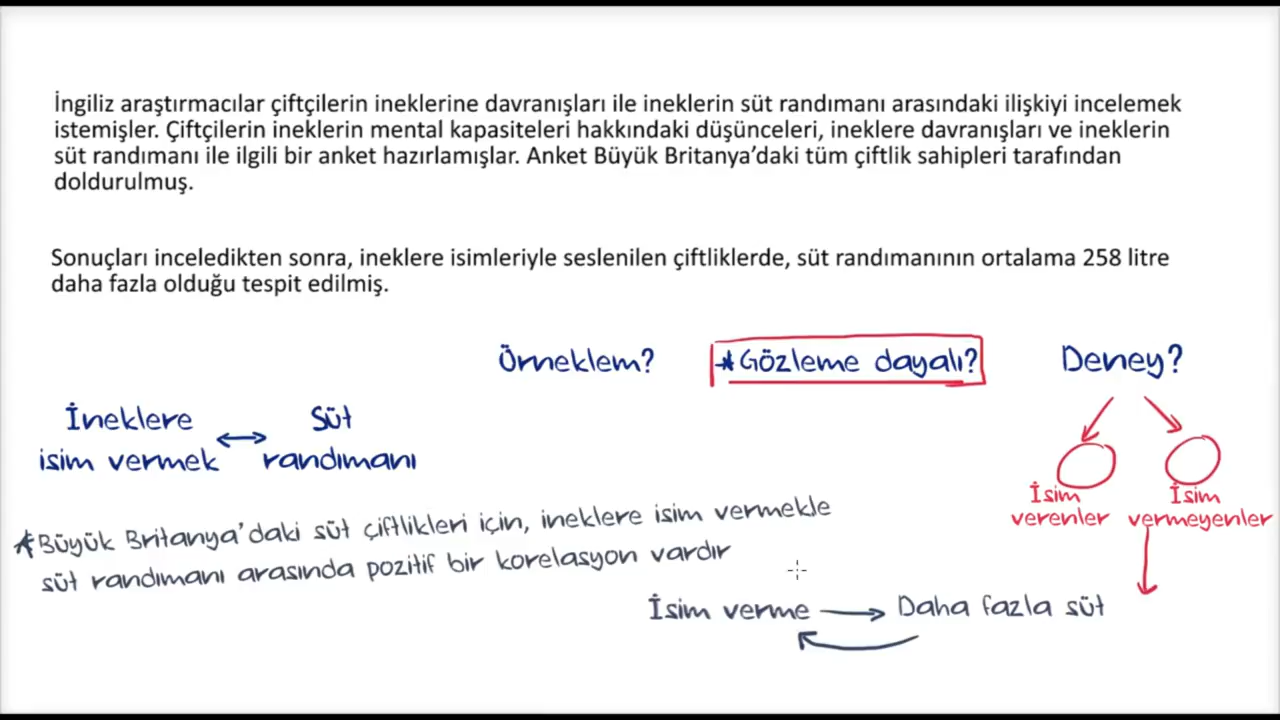 İngiliz araştırmacılar çiftçilerin ineklerine davranışları ile ineklerin süt randımanı arasındaki ilişkiyi incelemek
istemişler. Çiftçilerin ineklerin mental kapasiteleri hakkındaki düşünceleri, ineklere davranışları ve ineklerin
süt randımanı ile ilgili bir anket hazırlamışlar. Anket Büyük Britanya’daki tüm çiftlik sahipleri tarafından
doldurulmuş.
Sonuçları inceledikten sonra, ineklere isimleriyle seslenilen çiftliklerde, süt randımanının ortalama 258 litre
daha fazla olduğu tespit edilmiş.
Örneklem? *Gözleme dayalı? Deney?
İneklere Süt
isim vermek randımanı
İsim İsim
verenler vermeyenler
*Büyük Britanya'daki süt çiftlikleri için, ineklere isim vermekle
süt randımanı arasında pozitif bir korelasyon vardır
İsim verme Daha fazla süt